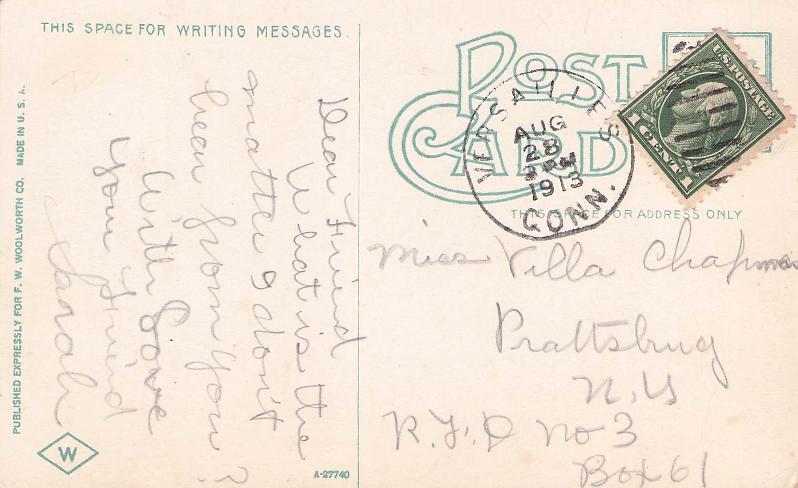 THIS SPACE FOR WRITING MESSAGES.
POST
CARD
U.S. POSTAGE
1 CENT 1
VERSAILLES
AUG
28
1913
CONN.
THIS SPACE FOR ADDRESS ONLY
Dear Friend
What is the
matter I don't
hear from you?
With Love
Your Friend
Sarah
Miss Villa Chapman
Prattsburg
N. Y
R.F.D No 3
Box 61
PUBLISHED EXPRESSLY FOR F. W. WOOLWORTH CO. MADE IN U. S. A.
W
A-27740